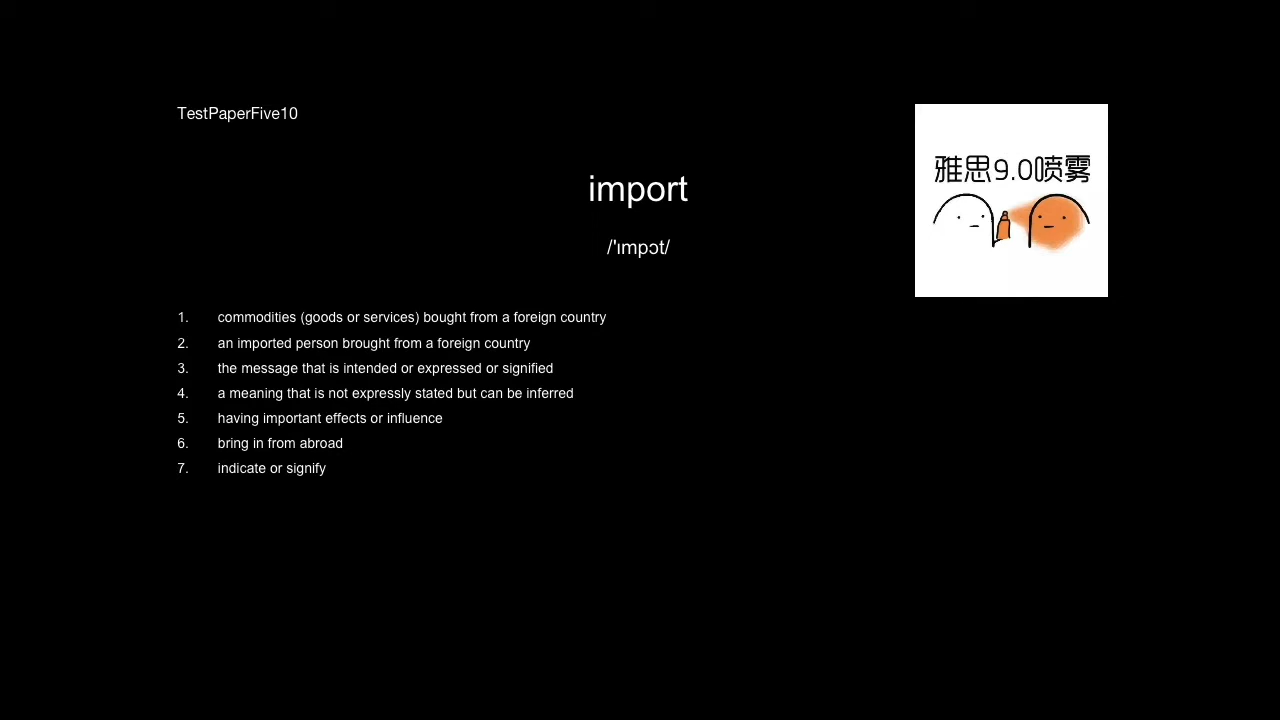 TestPaperFive10
雅思9.0喷雾
import
/'ɪmpɔt/
1. commodities (goods or services) bought from a foreign country
2. an imported person brought from a foreign country
3. the message that is intended or expressed or signified
4. a meaning that is not expressly stated but can be inferred
5. having important effects or influence
6. bring in from abroad
7. indicate or signify